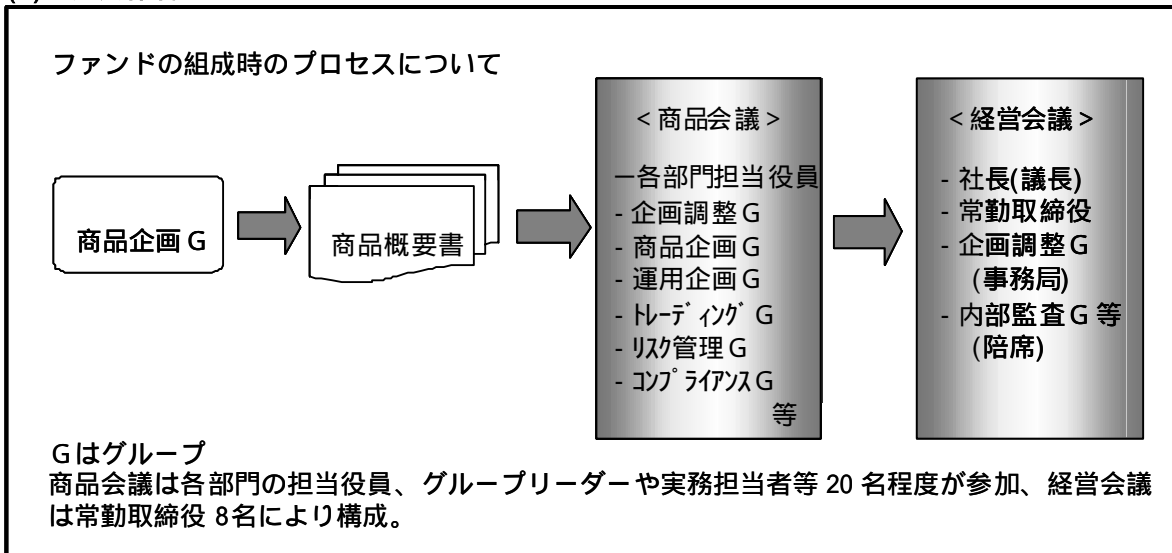 ファンドの組成時のプロセスについて
商品企画G
商品概要書
<商品会議>
－各部門担当役員
- 企画調整G
- 商品企画G
- 運用企画G
- ﾄﾚｰﾃﾞｨﾝｸﾞ G
- ﾘｽｸ管理G
- ｺﾝﾌﾟﾗｲｱﾝｽG
等
<経営会議>
- 社長(議長)
- 常勤取締役
- 企画調整G
(事務局)
- 内部監査G 等
(陪席)
Gはグループ
商品会議は各部門の担当役員、グループリーダーや実務担当者等 20 名程度が参加、経営会議
は常勤取締役 8名により構成。